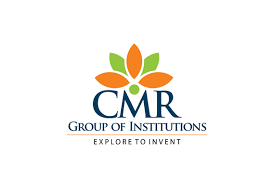 CMR
GROUP OF INSTITUTIONS
EXPLORE TO INVENT